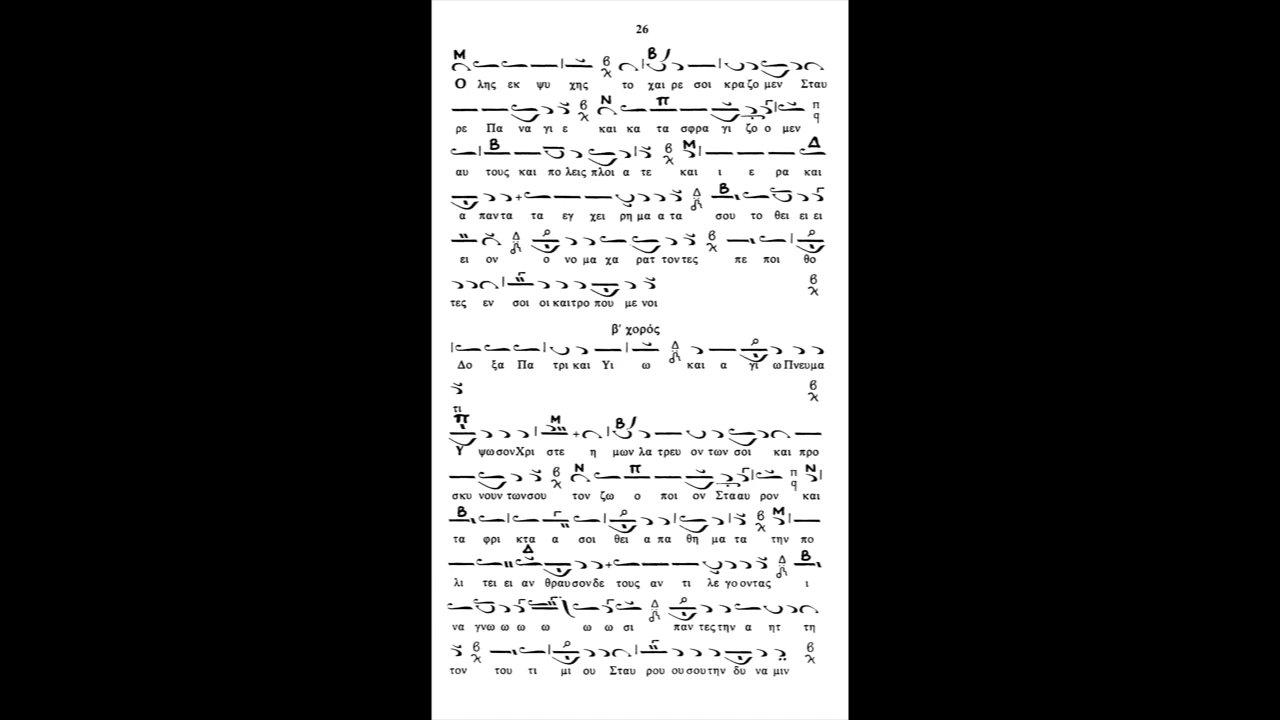 26
Ο λης εκ ψυ χης το χαι ρε σοι κρα ζο μεν Σταυ
ρε Πα να γι ε και κα τα σφρα γι ζο ο μεν
αυ τους και πο λεις πλοι α τε και ι ε ρα και
α παν τα τα εγ χει ρη μα α τα σου το θει ει ει
ει ον ο νο μα χα ρατ τον τες πε ποι θο
τες εν σοι οι και τρο που με νοι
β' χορός
Δο ξα Πα τρι και Υι ω και α γι ω Πνευ μα
τι
Υ ψω σον Χρι στε η μων λα τρευ ον των σοι και προ
σκυ νουν των σου τον ζω ο ποι ον Στα αυ ρον και
τα φρι κτα α σοι θει α πα θη μα τα την πο
λι τει ει αν θραυ σον δε τους αν τι λε γο ον τας ι
να γνω ω ω ω ω ω σι παν τες την α ητ τη
τον του τι μι ου Σταυ ρου ου σου την δυ να μιν